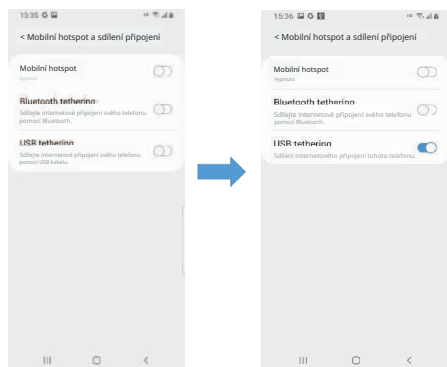 15:35 G
< Mobilní hotspot a sdílení připojení
Mobilní hotspot
Vypnuto
Bluetooth tethering
Sdílejte internetové připojení svého telefonu
pomocí Bluetooth.
USB tethering
Sdílejte internetové připojení svého telefonu
pomocí USB kabelu.
15:36 G
< Mobilní hotspot a sdílení připojení
Mobilní hotspot
Vypnuto
Bluetooth tethering
Sdílejte internetové připojení svého telefonu
pomocí Bluetooth.
USB tethering
Sdílení internetového připojení tohoto telefonu.